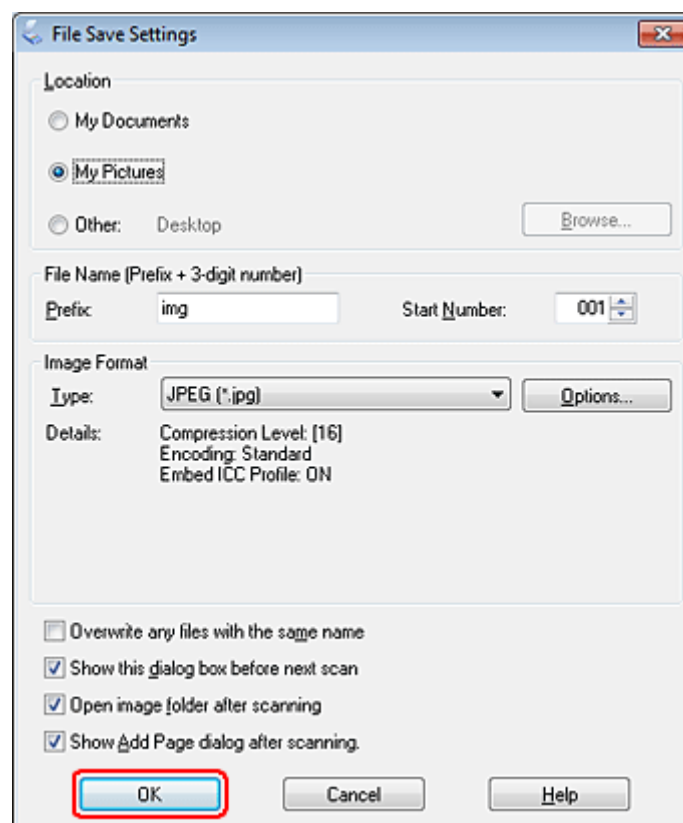 File Save Settings
Location
My Documents
My Pictures
Other: Desktop Browse...
File Name (Prefix + 3-digit number)
Prefix: img Start Number: 001
Image Format
Type: JPEG (*.jpg) Options...
Details: Compression Level: [16]
Encoding: Standard
Embed ICC Profile: ON
Overwrite any files with the same name
Show this dialog box before next scan
Open image folder after scanning
Show Add Page dialog after scanning.
OK Cancel Help